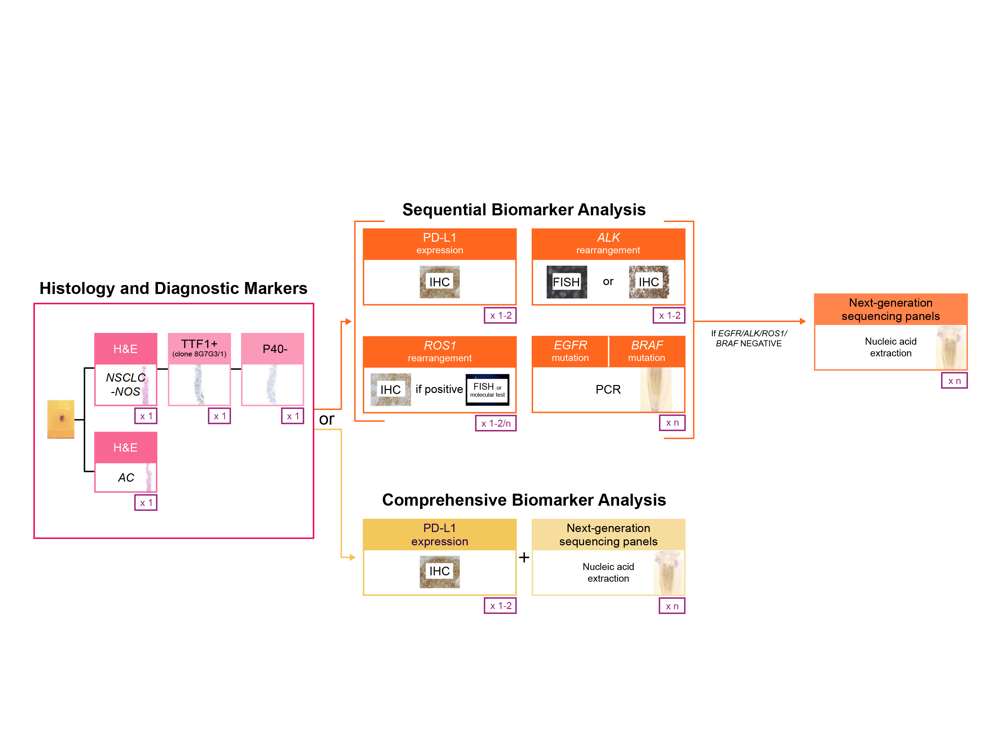 Histology and Diagnostic Markers
H&E
NSCLC
-NOS
x 1
TTF1+
(clone 8G7G3/1)
x 1
P40-
x 1
H&E
AC
x 1
or
Sequential Biomarker Analysis
PD-L1
expression
IHC
x 1-2
ALK
rearrangement
FISH or IHC
x 1-2
ROS1
rearrangement
IHC if positive FISH or
molecular test
x 1-2/n
EGFR
mutation
BRAF
mutation
PCR
x n
If EGFR/ALK/ROS1/
BRAF NEGATIVE
Next-generation
sequencing panels
Nucleic acid
extraction
x n
Comprehensive Biomarker Analysis
PD-L1
expression
IHC
x 1-2
+
Next-generation
sequencing panels
Nucleic acid
extraction
x n